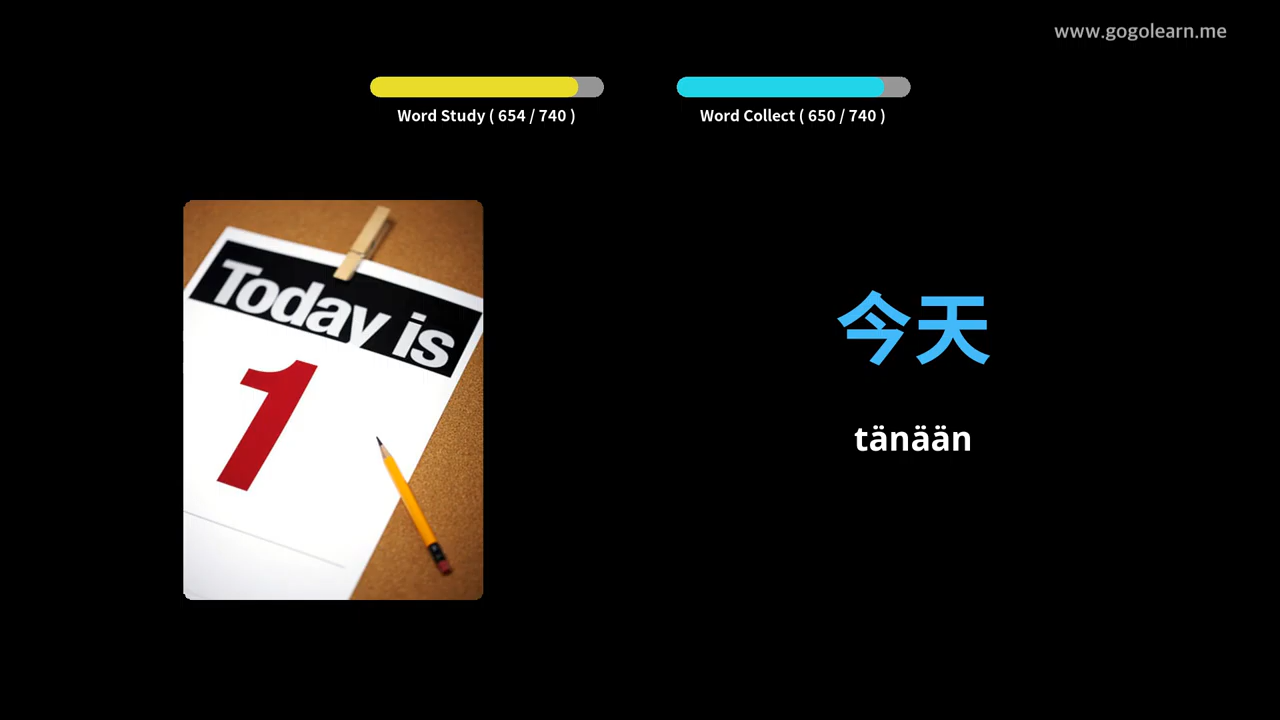 www.gogolearn.me
Word Study ( 654 / 740 )
Word Collect ( 650 / 740 )
Today is
1
今天
tänään